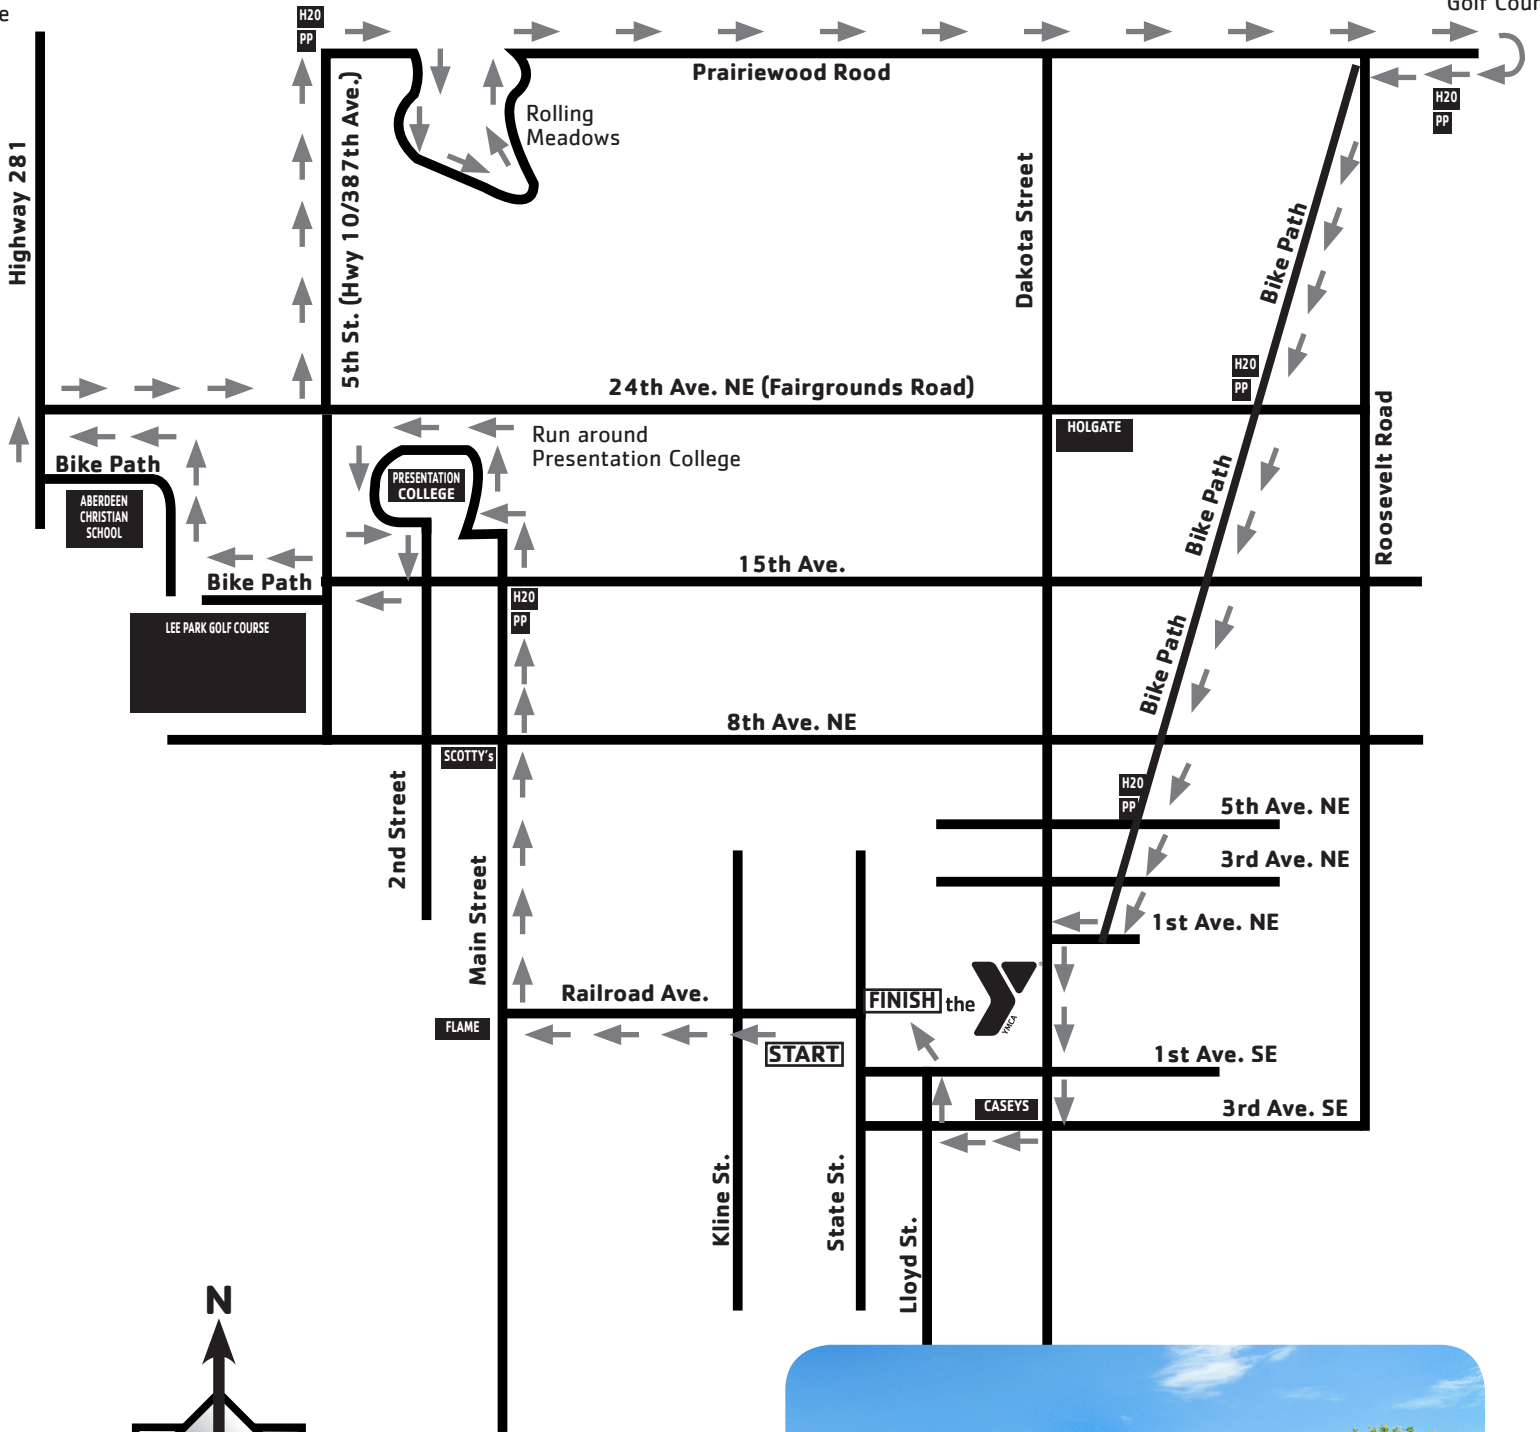 e
Golf Cour
H20
PP
Prairiewood Rood
H20
PP
Rolling
Meadows
Highway 281
5th St. (Hwy 10/387th Ave.)
Dakota Street
Bike Path
H20
PP
24th Ave. NE (Fairgrounds Road)
HOLGATE
Roosevelt Road
Run around
Presentation College
Bike Path
PRESENTATION
COLLEGE
ABERDEEN
CHRISTIAN
SCHOOL
Bike Path
15th Ave.
Bike Path
H20
PP
LEE PARK GOLF COURSE
Bike Path
8th Ave. NE
SCOTTY's
H20
PP
2nd Street
5th Ave. NE
3rd Ave. NE
Main Street
1st Ave. NE
Railroad Ave.
FINISH the
YMCA
®
FLAME
START
1st Ave. SE
CASEYS
3rd Ave. SE
Kline St.
State St.
Lloyd St.
N